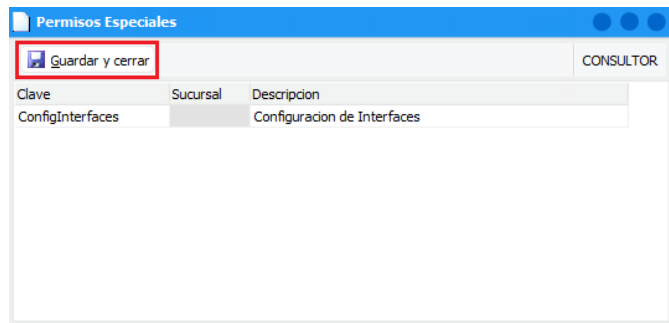 Permisos Especiales
Guardar y cerrar CONSULTOR
Clave Sucursal Descripcion
ConfigInterfaces Configuracion de Interfaces